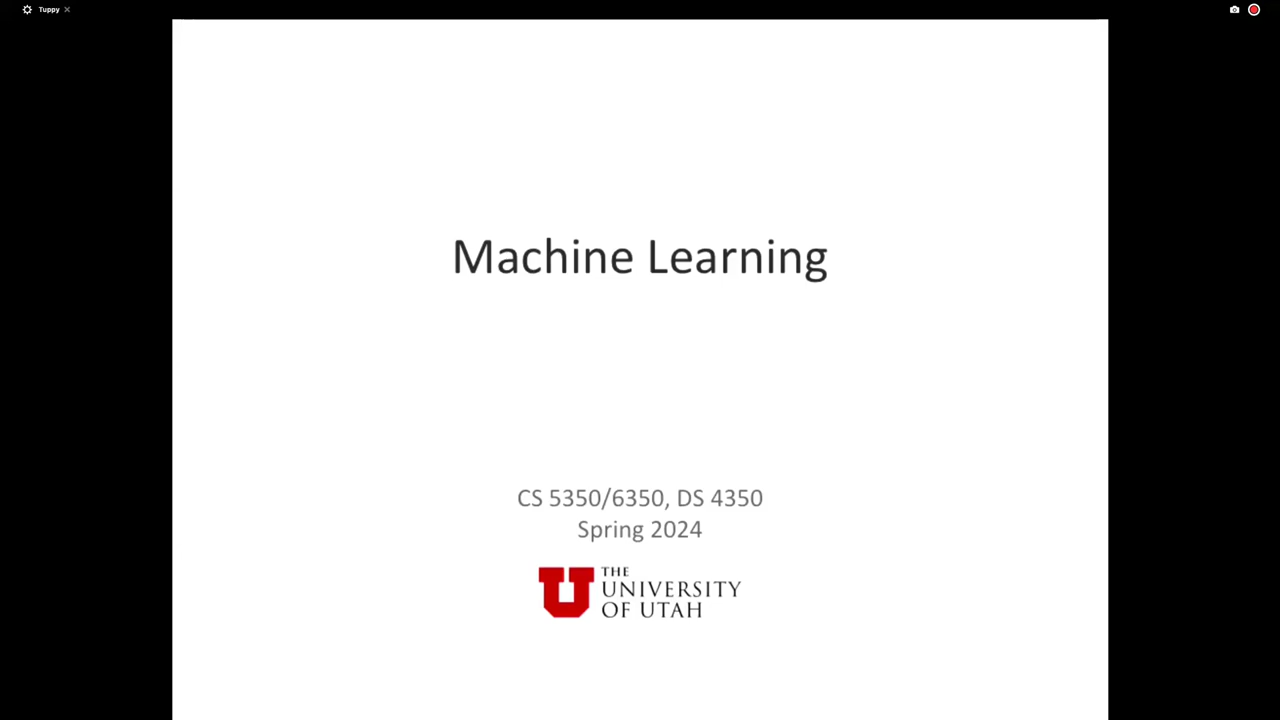 Tuppy
Machine Learning
CS 5350/6350, DS 4350
Spring 2024
U THE
UNIVERSITY
OF UTAH